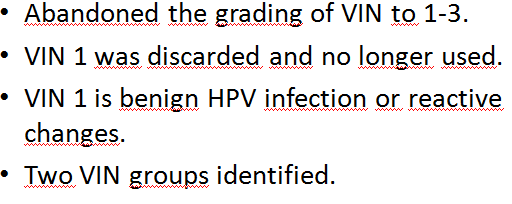 • Abandoned the grading of VIN to 1-3.
• VIN 1 was discarded and no longer used.
• VIN 1 is benign HPV infection or reactive
changes.
• Two VIN groups identified.